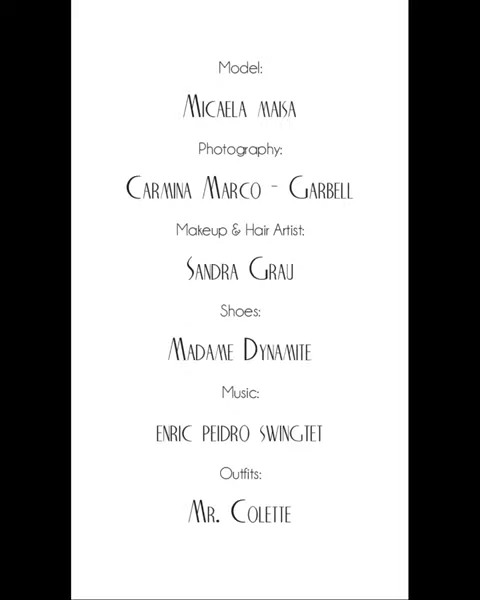 Model:
Micaela maisa
Photography:
Carmina Marco - Garbell
Makeup & Hair Artist:
Sandra Grau
Shoes:
Madame Dynamite
Music:
enric peidro swingtet
Outfits:
Mr. Colette